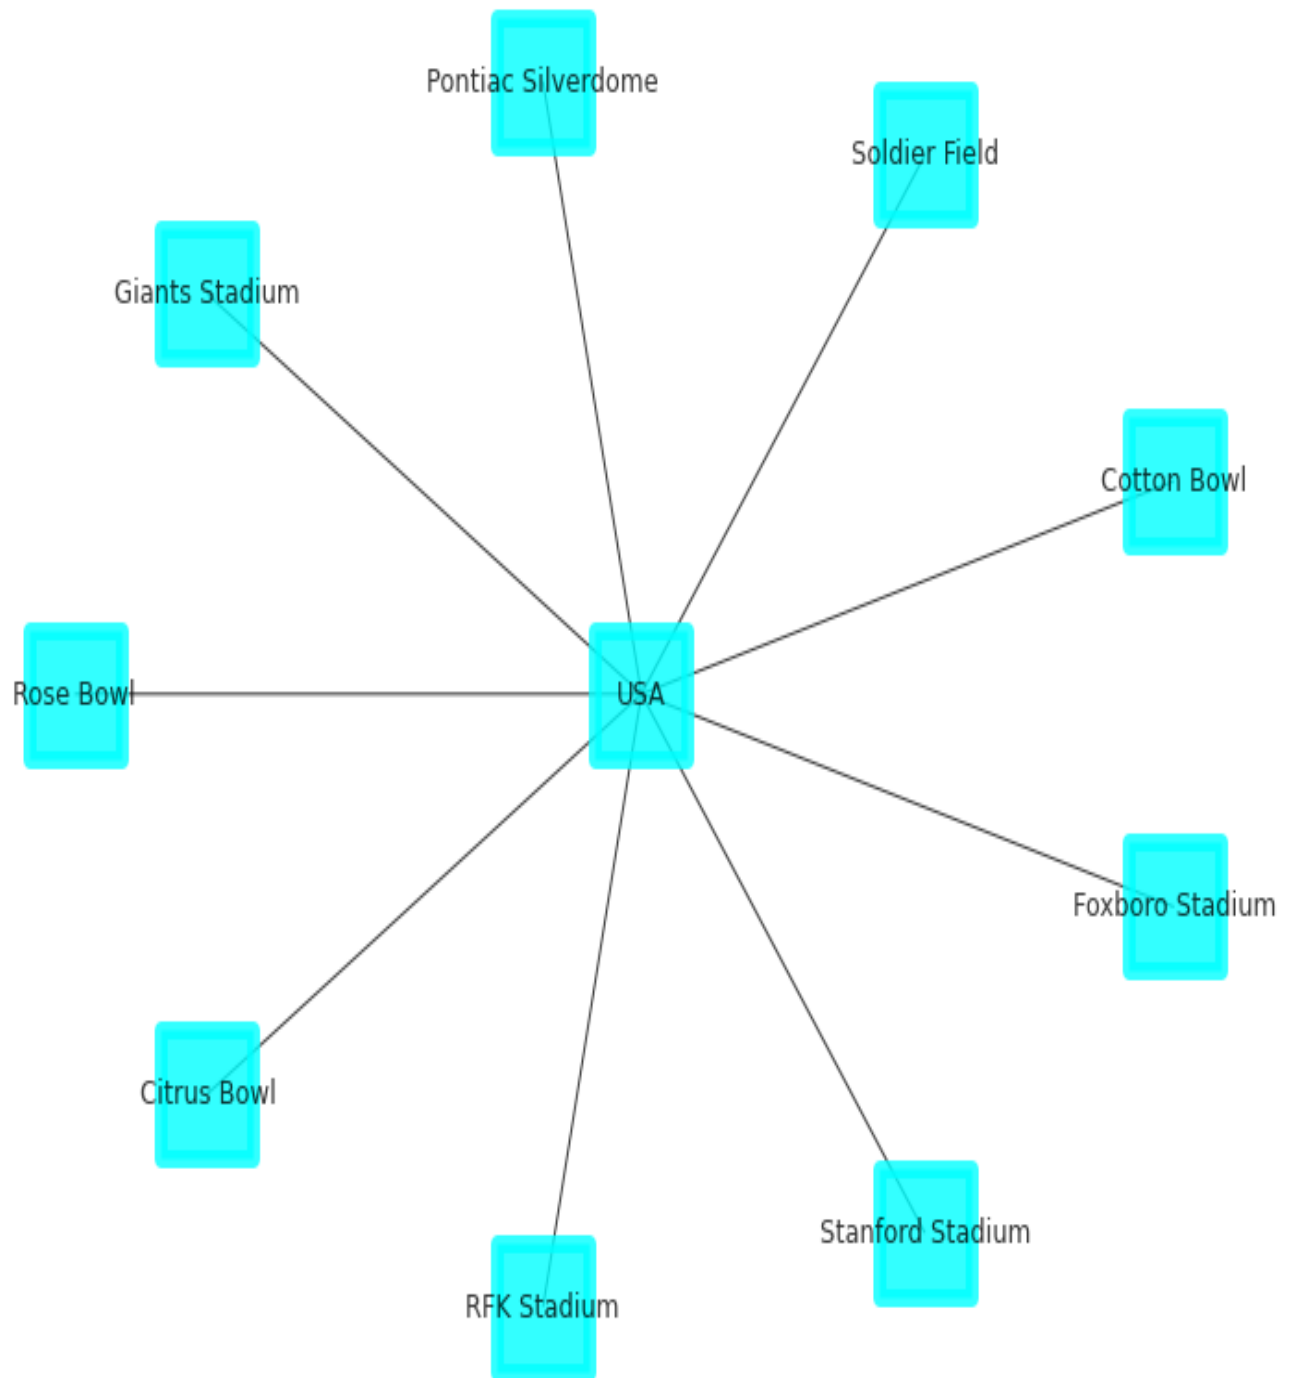 Pontiac Silverdome
Soldier Field
Giants Stadium
Cotton Bowl
Rose Bowl
USA
Foxboro Stadium
Citrus Bowl
Stanford Stadium
RFK Stadium